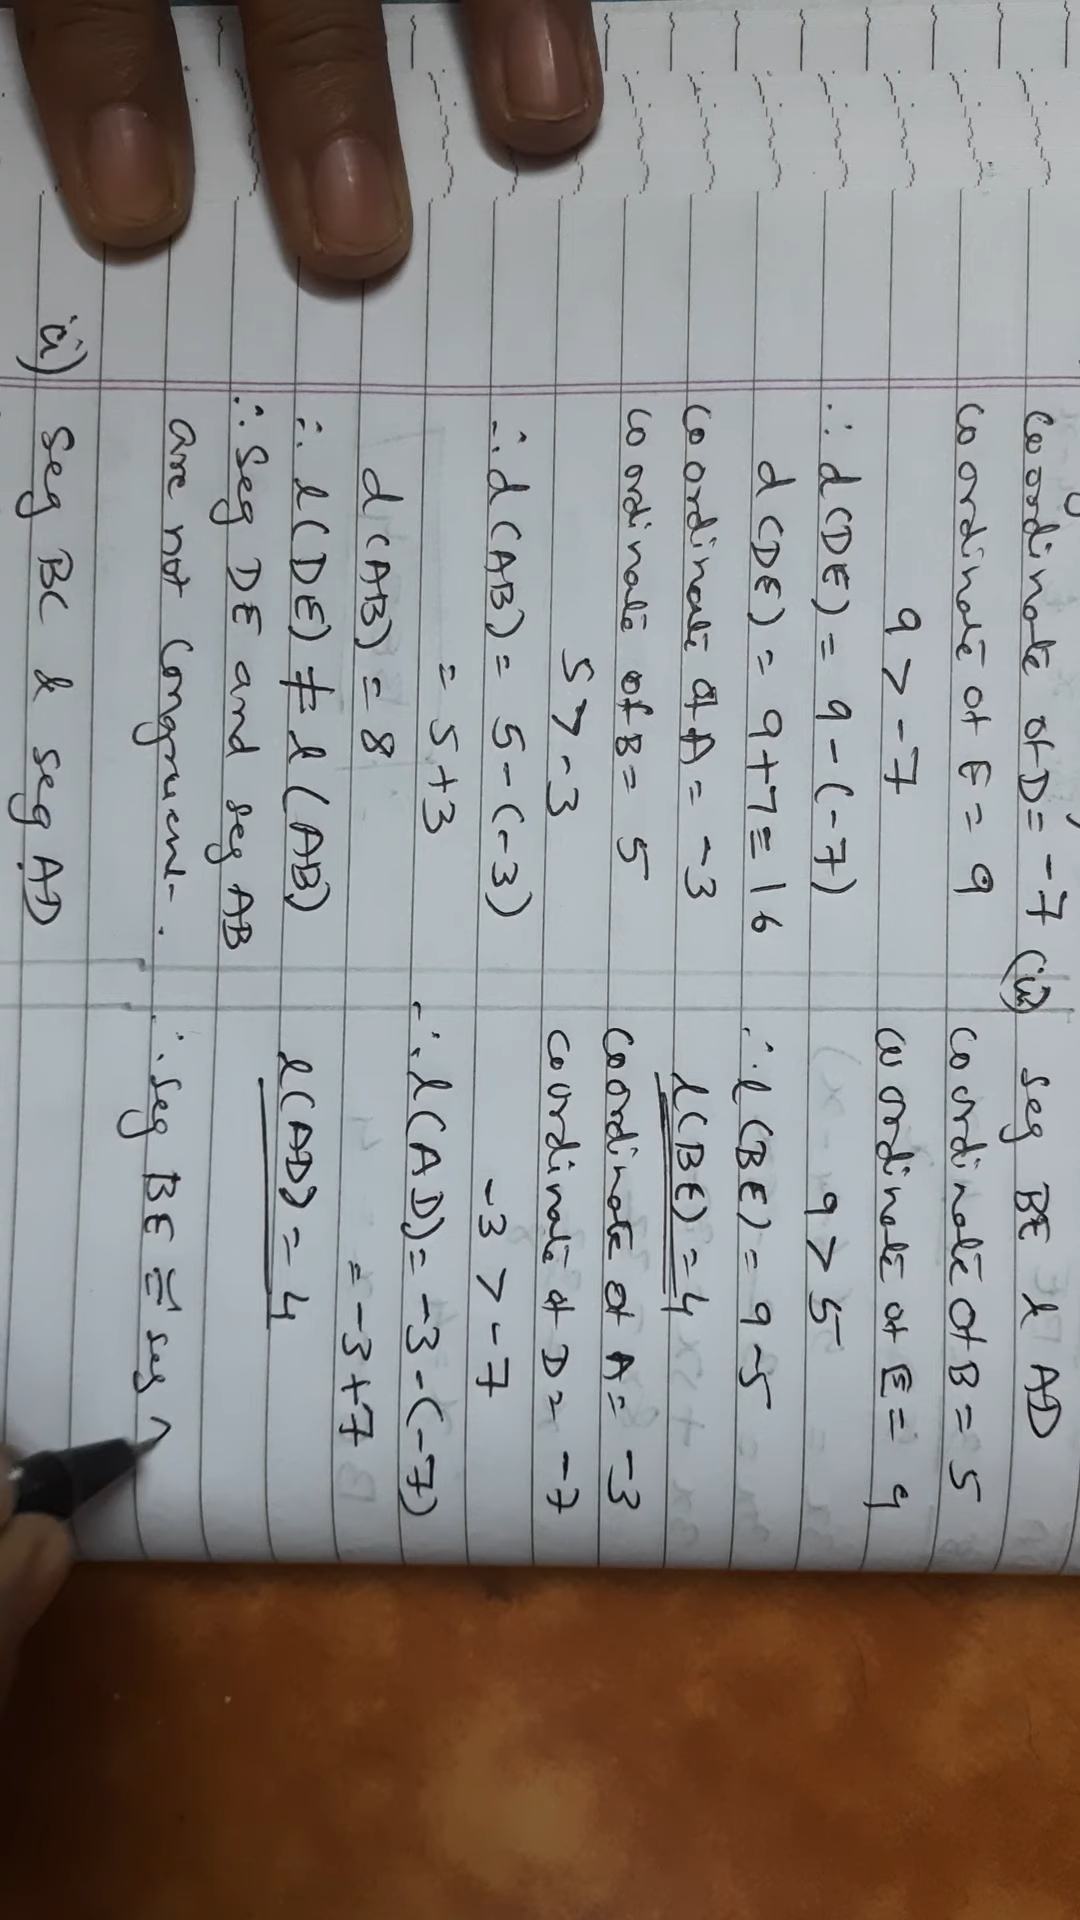 Coordinate of D = -7
Coordinate of E = 9
9 > -7
∴ d(DE) = 9 - (-7)
d(DE) = 9 + 7 = 16
Coordinate of A = -3
Coordinate of B = 5
5 > -3
∴ d(AB) = 5 - (-3)
= 5 + 3
d(AB) = 8
∴ l(DE) ≠ l(AB)
∴ Seg DE and seg AB
are not congruent.
ii) Seg BC & seg AD
(iii) Seg BE & AD
Coordinate of B = 5
Coordinate of E = 9
9 > 5
∴ l(BE) = 9 - 5
l(BE) = 4
Coordinate of A = -3
Coordinate of D = -7
-3 > -7
∴ l(AD) = -3 - (-7)
= -3 + 7
l(AD) = 4
∴ Seg BE ≅ seg